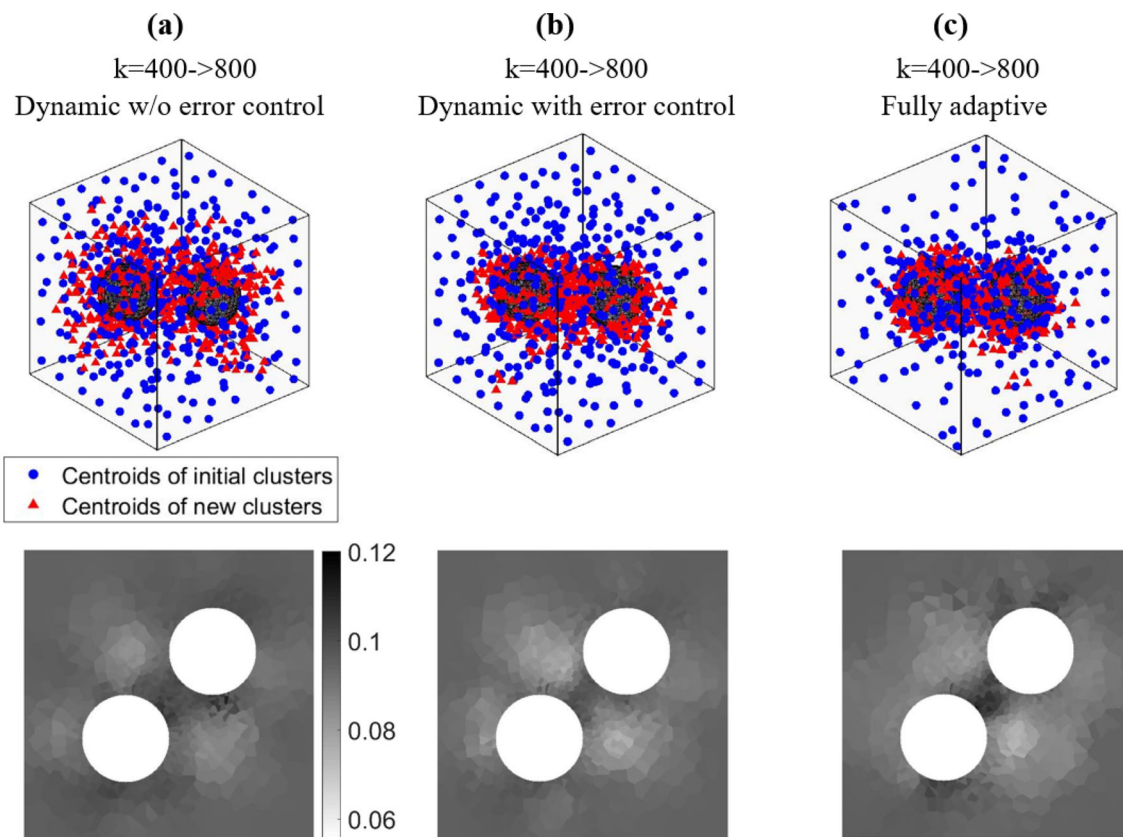 (a)
(b)
(c)
k=400->800
k=400->800
k=400->800
Dynamic w/o error control
Dynamic with error control
Fully adaptive
Centroids of initial clusters
Centroids of new clusters
0.12
0.1
0.08
0.06